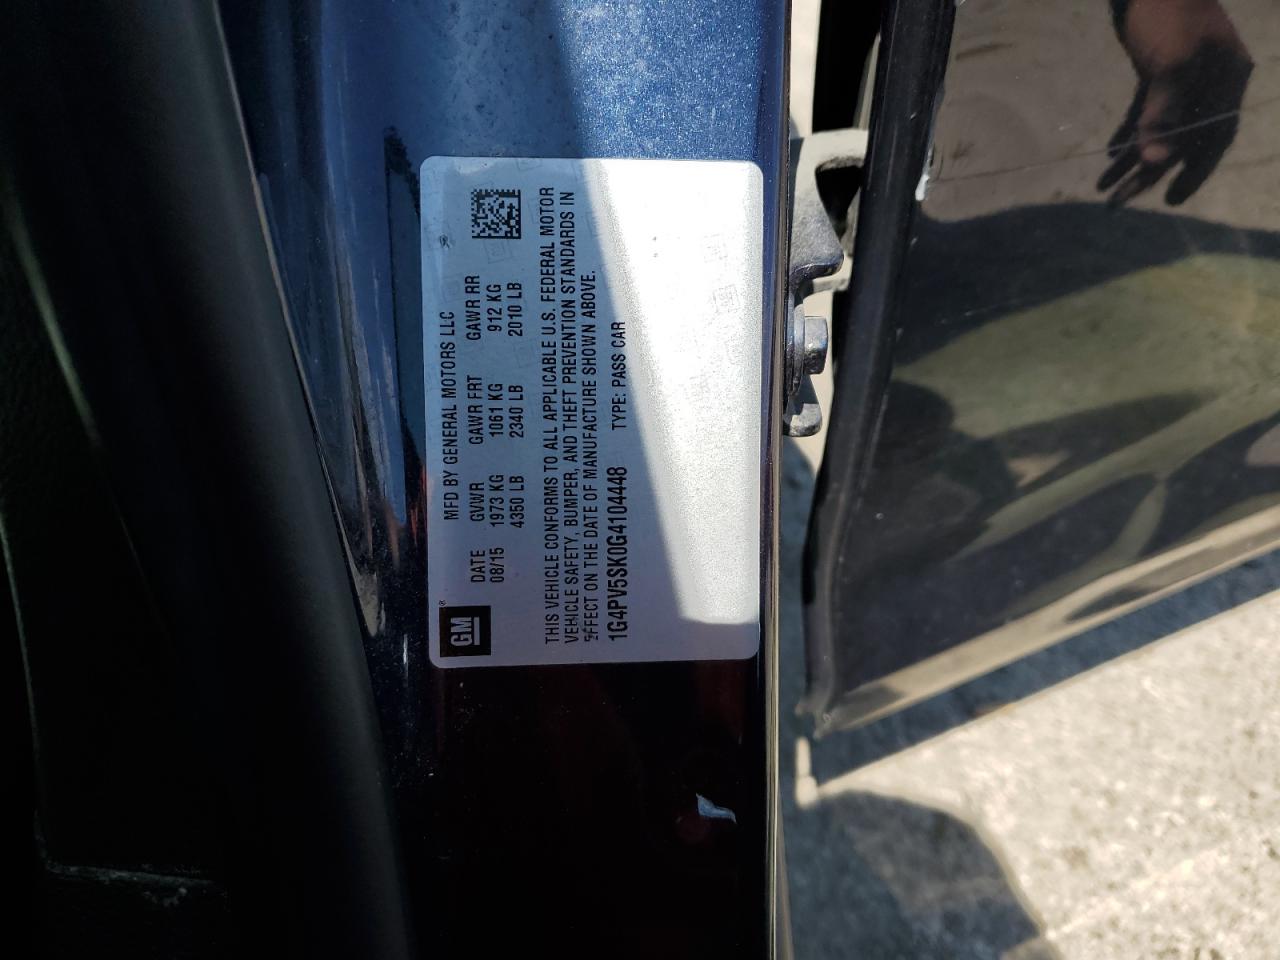 GM®
MFD BY GENERAL MOTORS LLC
DATE GVWR GAWR FRT GAWR RR
08/15 1973 KG 1061 KG 912 KG
4350 LB 2340 LB 2010 LB
THIS VEHICLE CONFORMS TO ALL APPLICABLE U.S. FEDERAL MOTOR
VEHICLE SAFETY, BUMPER, AND THEFT PREVENTION STANDARDS IN
EFFECT ON THE DATE OF MANUFACTURE SHOWN ABOVE.
1G4PV5SK0G4104448 TYPE: PASS CAR